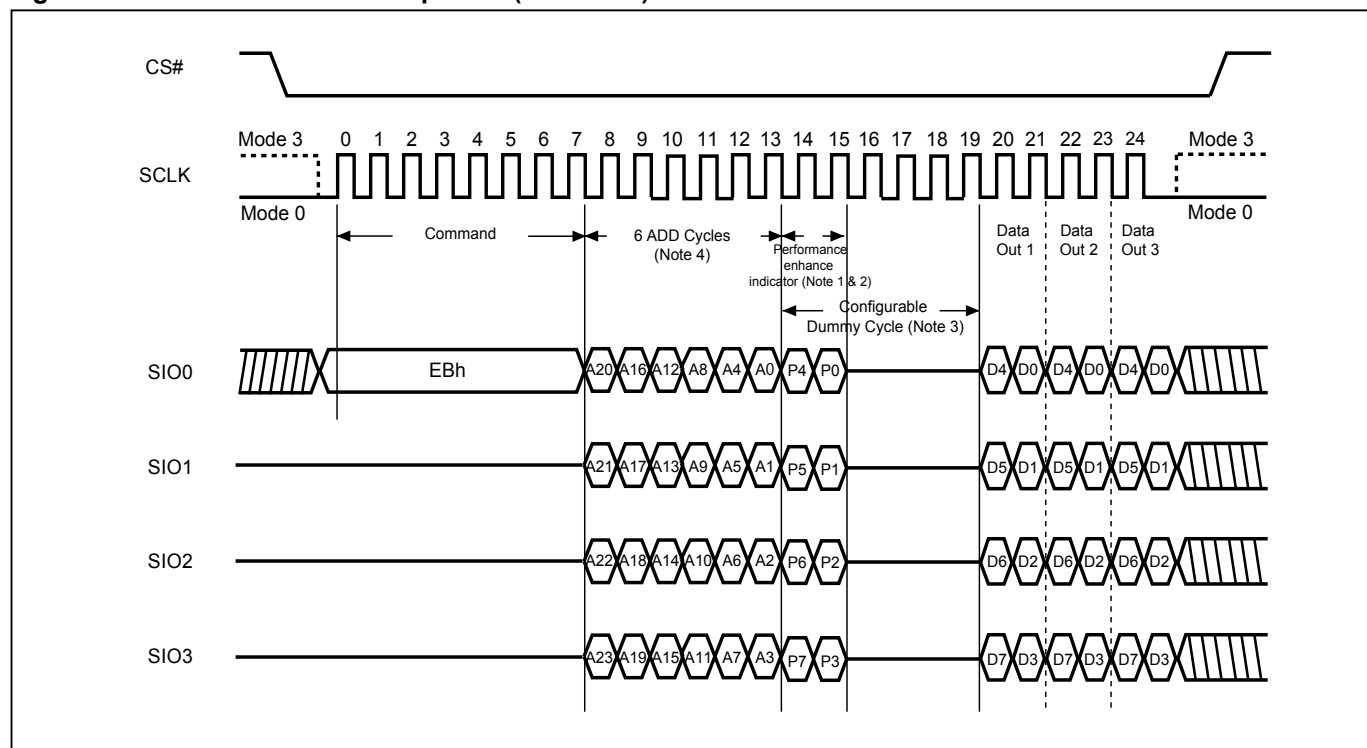 CS#
Mode 3 0 1 2 3 4 5 6 7 8 9 10 11 12 13 14 15 16 17 18 19 20 21 22 23 24 Mode 3
SCLK
Mode 0 Mode 0
Command
6 ADD Cycles
(Note 4)
Performance
enhance
indicator (Note 1 & 2)
Data
Out 1
Data
Out 2
Data
Out 3
Configurable
Dummy Cycle (Note 3)
SIO0 EBh A20 A16 A12 A8 A4 A0 P4 P0 D4 D0 D4 D0 D4 D0
SIO1 A21 A17 A13 A9 A5 A1 P5 P1 D5 D1 D5 D1 D5 D1
SIO2 A22 A18 A14 A10 A6 A2 P6 P2 D6 D2 D6 D2 D6 D2
SIO3 A23 A19 A15 A11 A7 A3 P7 P3 D7 D3 D7 D3 D7 D3